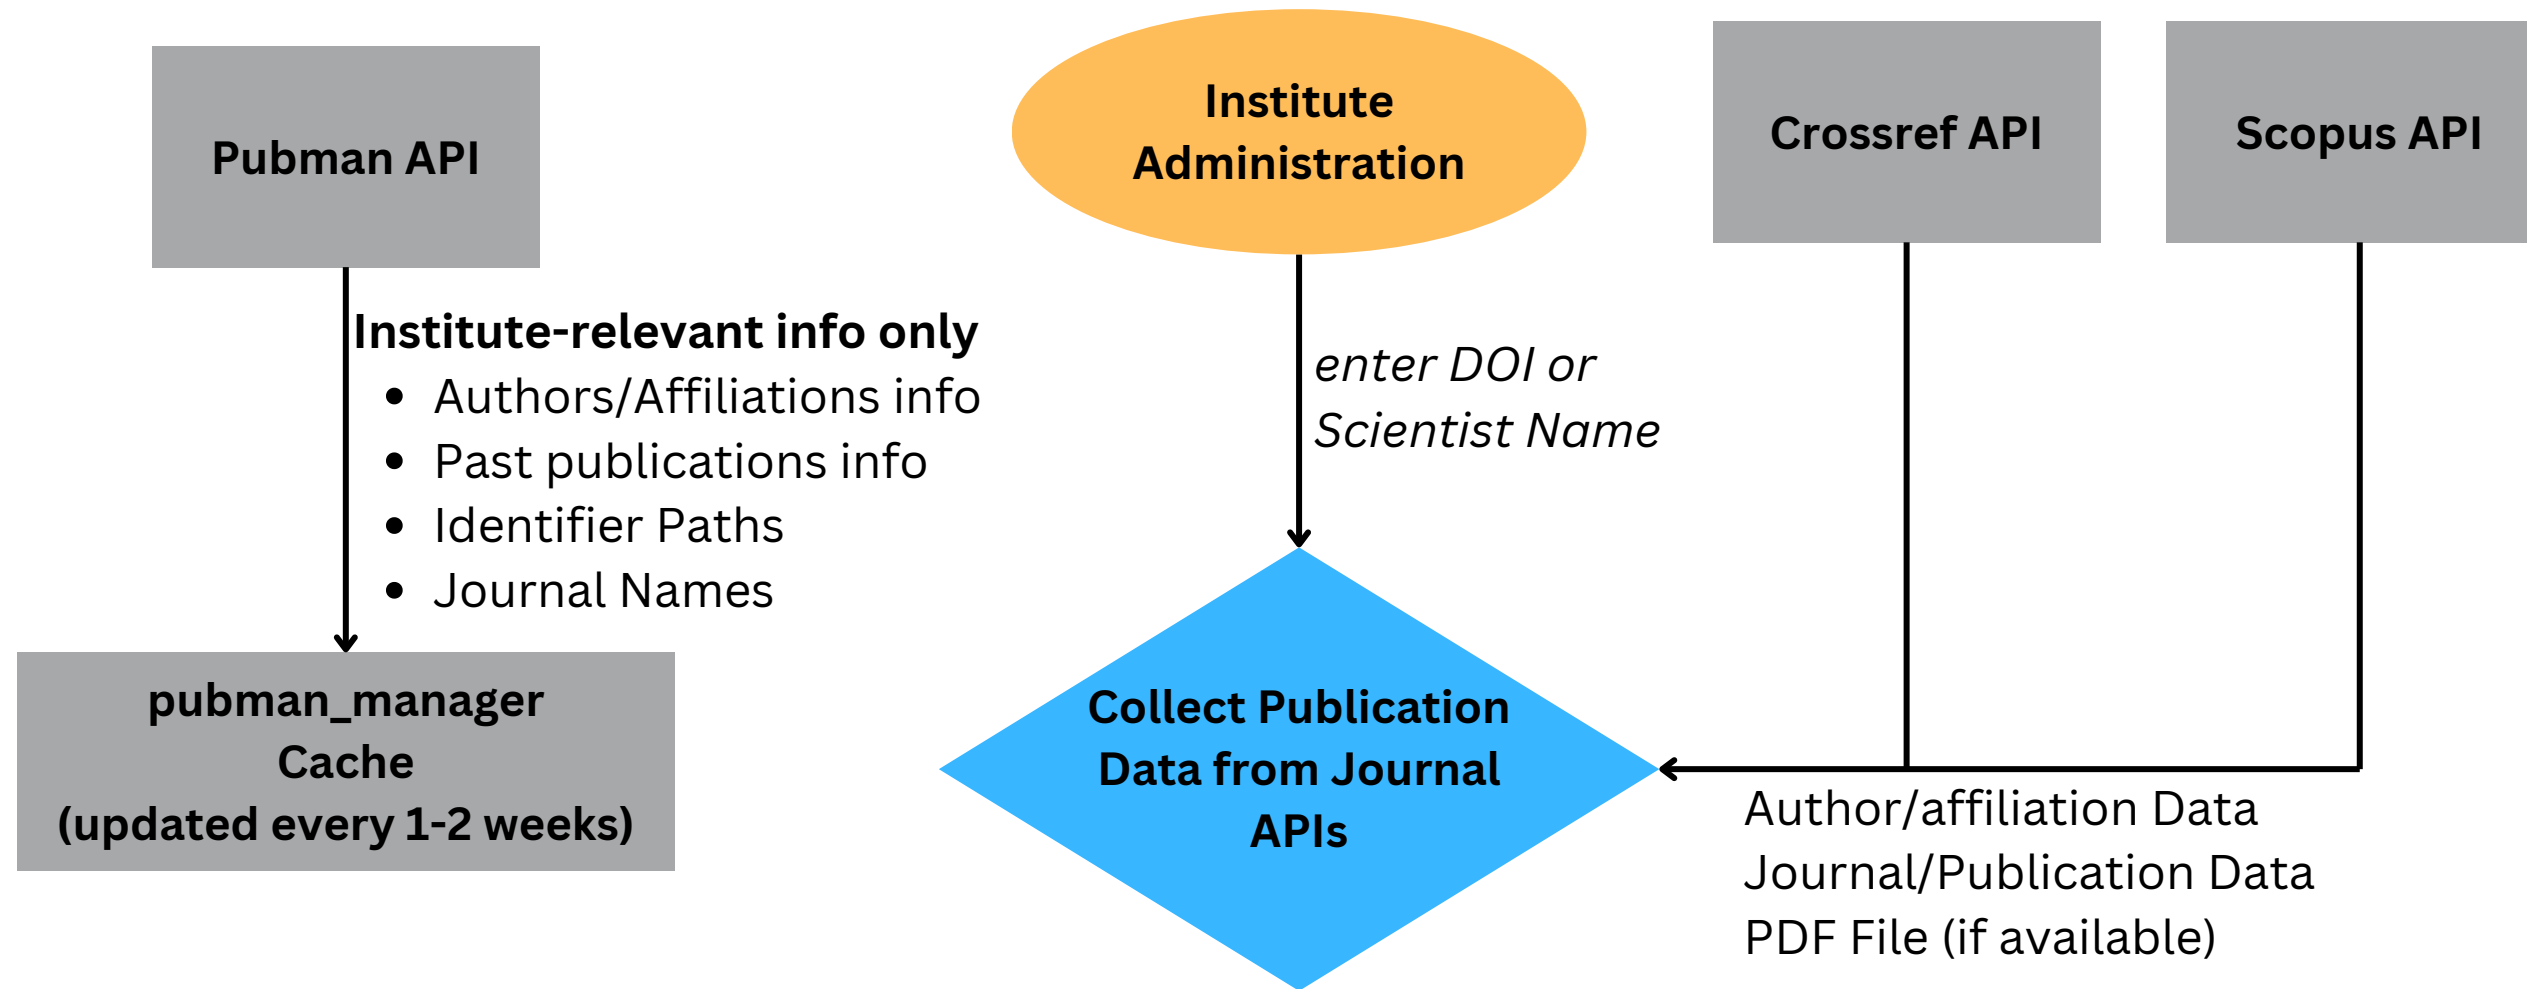 Pubman API
Institute
Administration
Crossref API
Scopus API
Institute-relevant info only
• Authors/Affiliations info
• Past publications info
• Identifier Paths
• Journal Names
enter DOI or
Scientist Name
pubman_manager
Cache
(updated every 1-2 weeks)
Collect Publication
Data from Journal
APIs
Author/affiliation Data
Journal/Publication Data
PDF File (if available)